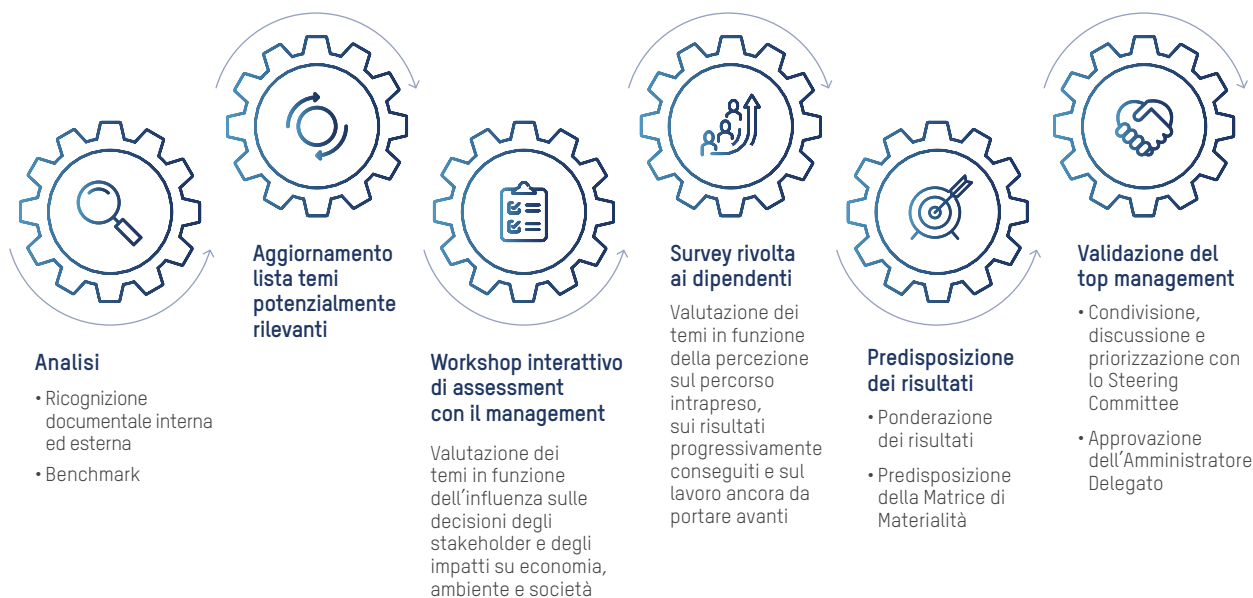 Analisi
• Ricognizione
documentale interna
ed esterna
• Benchmark
Aggiornamento
lista temi
potenzialmente
rilevanti
Workshop interattivo
di assessment
con il management
Valutazione dei
temi in funzione
dell'influenza sulle
decisioni degli
stakeholder e degli
impatti su economia,
ambiente e società
Survey rivolta
ai dipendenti
Valutazione dei
temi in funzione
della percezione
sul percorso
intrapreso,
sui risultati
progressivamente
conseguiti e sul
lavoro ancora da
portare avanti
Predisposizione
dei risultati
• Ponderazione
dei risultati
• Predisposizione
della Matrice di
Materialità
Validazione del
top management
• Condivisione,
discussione e
priorizzazione con
lo Steering
Committee
• Approvazione
dell'Amministratore
Delegato